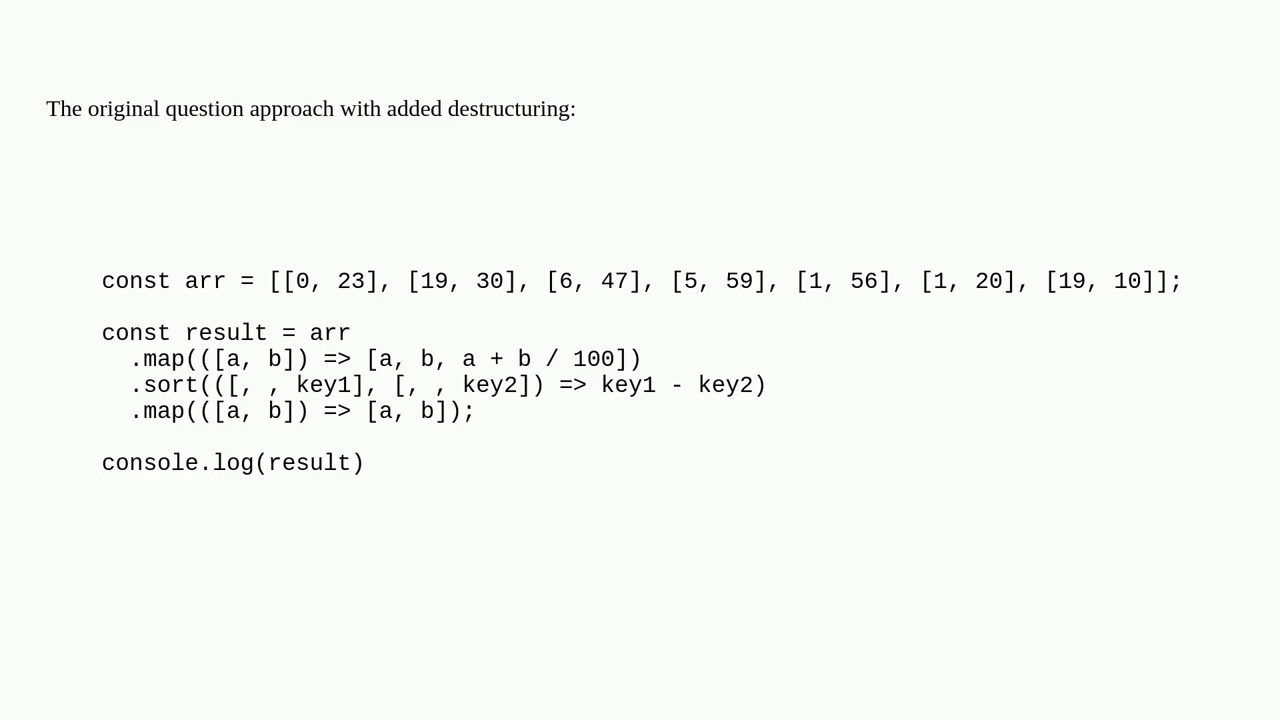 The original question approach with added destructuring:
const arr = [[0, 23], [19, 30], [6, 47], [5, 59], [1, 56], [1, 20], [19, 10]];
const result = arr
  .map(([a, b]) => [a, b, a + b / 100])
  .sort(([, , key1], [, , key2]) => key1 - key2)
  .map(([a, b]) => [a, b]);
console.log(result)